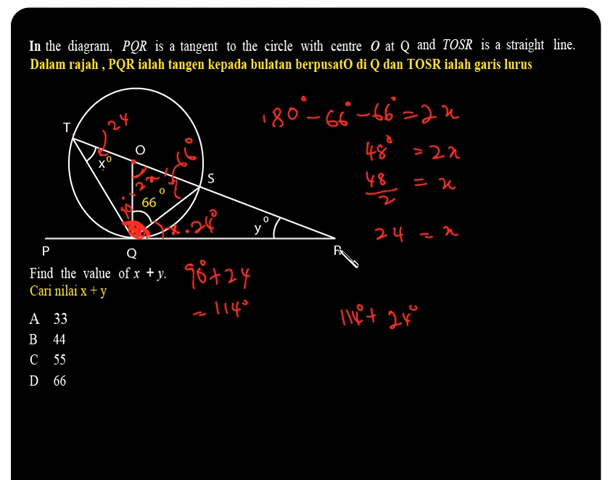 In the diagram, PQR is a tangent to the circle with centre O at Q and TOSR is a straight line.
Dalam rajah , PQR ialah tangen kepada bulatan berpusatO di Q dan TOSR ialah garis lurus
180° - 66° - 66° = 2x
T
24
O
x°
2x
66°
48° = 2x
S
48/2 = x
66°
x = 24°
y°
24 = x
P
Q
R
Find the value of x + y.
90° + 24
Cari nilai x + y
= 114°
114° + 24°
A 33
B 44
C 55
D 66